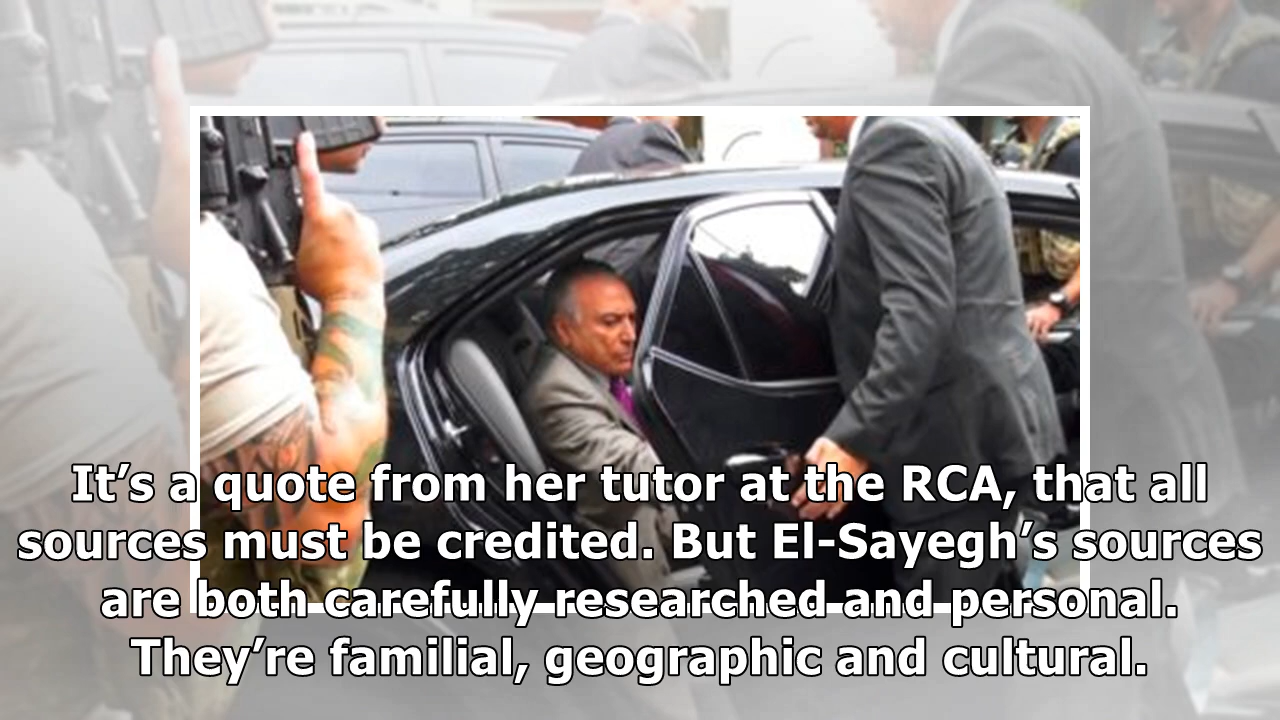 It’s a quote from her tutor at the RCA, that all
sources must be credited. But El-Sayegh’s sources
are both carefully researched and personal.
They’re familial, geographic and cultural.